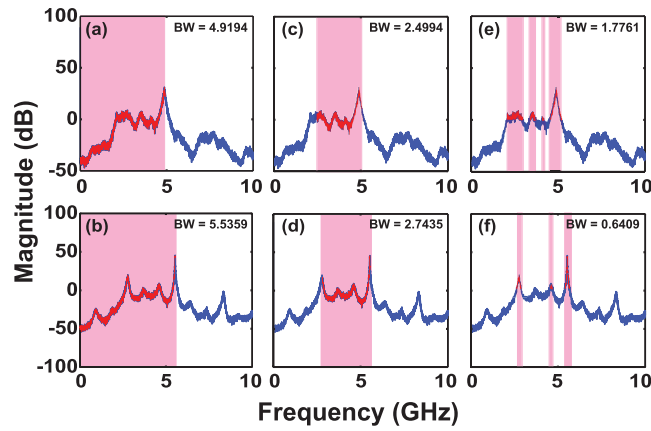 (a) BW = 4.9194
(c) BW = 2.4994
(e) BW = 1.7761
100
50
0
-50
0 5 10
0 5 10
0 5 10
(b) BW = 5.5359
(d) BW = 2.7435
(f) BW = 0.6409
100
50
0
-50
-100
0 5 10
0 5 10
0 5 10
Magnitude (dB)
Frequency (GHz)